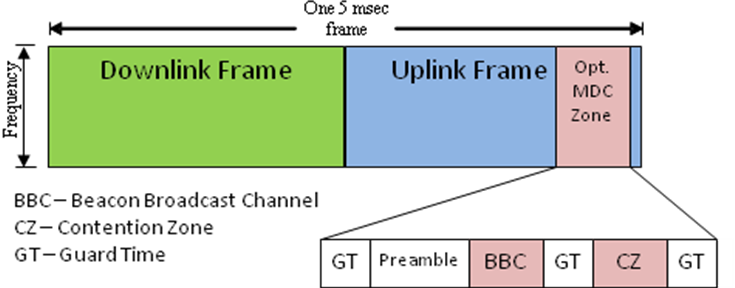 One 5 msec
frame
Frequency
Downlink Frame
Uplink Frame
Opt.
MDC
Zone
BBC – Beacon Broadcast Channel
CZ – Contention Zone
GT – Guard Time
GT Preamble BBC GT CZ GT